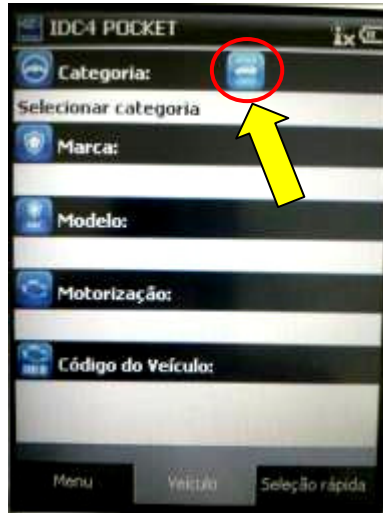 IDC4 POCKET
Categoria:
Selecionar categoria
Marca:
Modelo:
Motorização:
Código do Veículo:
Menu Veículo Seleção rápida